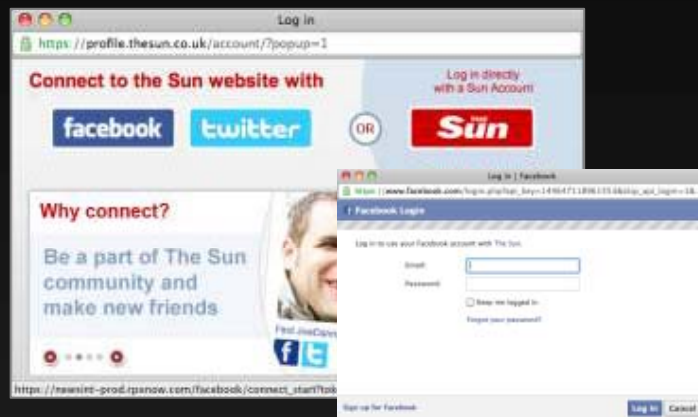 Log in
https://profile.thesun.co.uk/account/?popup=1
Connect to the Sun website with
Log in directly
with a Sun Account
facebook
twitter
OR
THE Sun
Why connect?
Be a part of The Sun
community and
make new friends
https://newsint-prod.rpxnow.com/facebook/connect_start?tok
Log In | Facebook
Facebook Login
Log in to use your Facebook account with The Sun.
Email:
Password:
Keep me logged in
Forgot your password?
Sign up for Facebook
Log In
Cancel